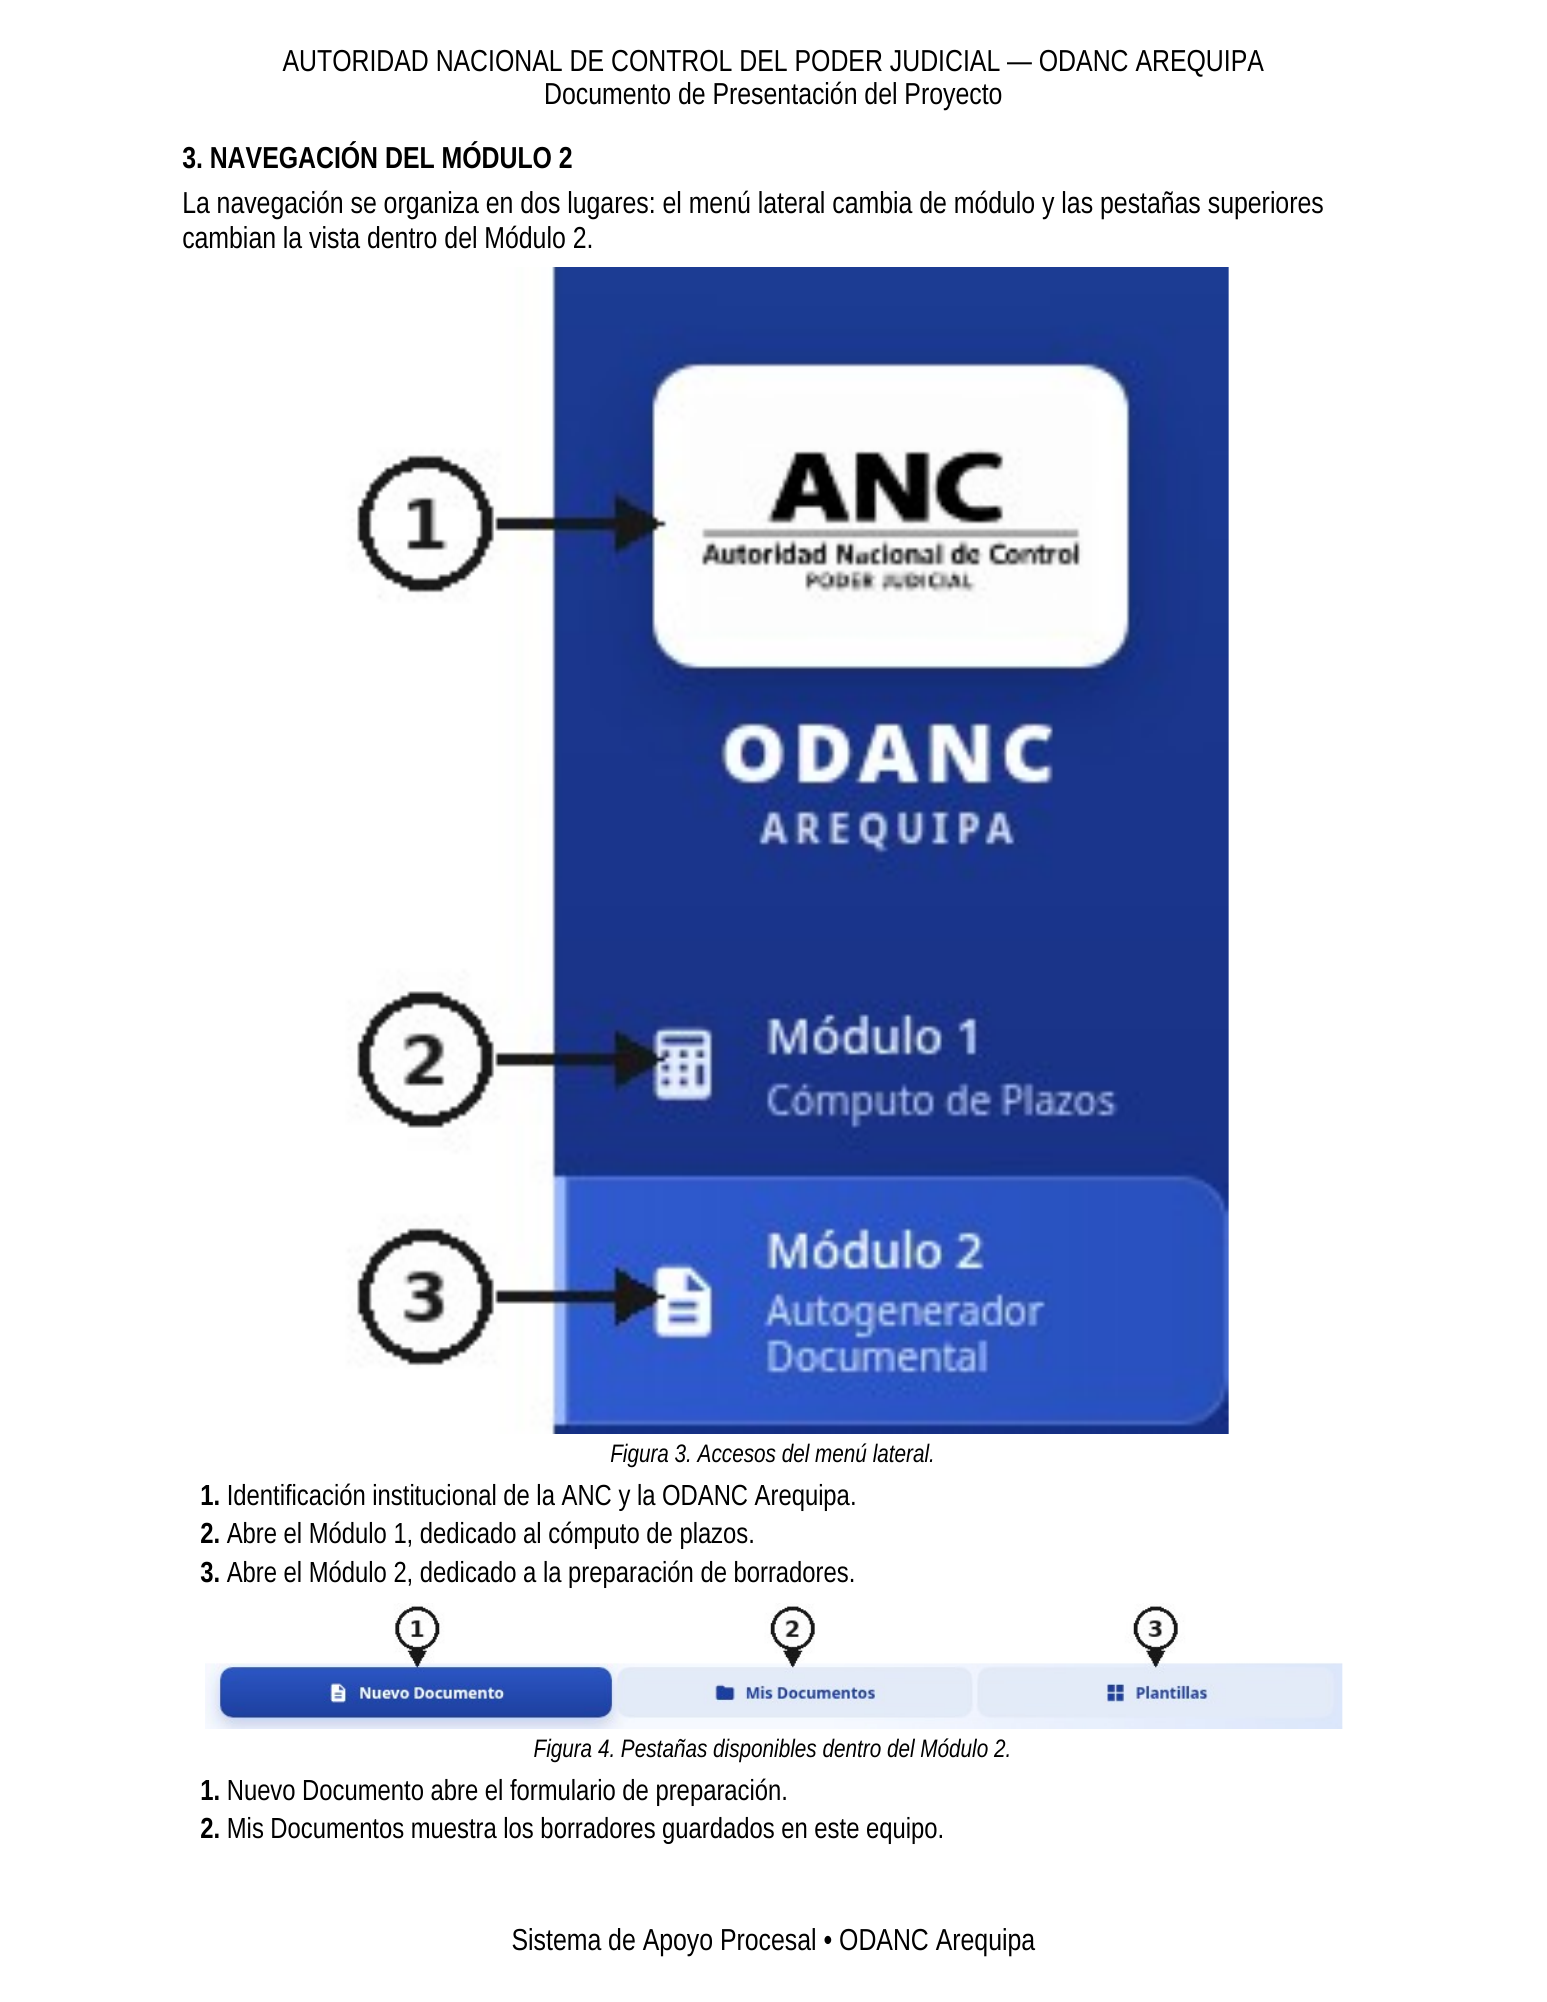 AUTORIDAD NACIONAL DE CONTROL DEL PODER JUDICIAL — ODANC AREQUIPA
Documento de Presentación del Proyecto
3. NAVEGACIÓN DEL MÓDULO 2
La navegación se organiza en dos lugares: el menú lateral cambia de módulo y las pestañas superiores
cambian la vista dentro del Módulo 2.
1
ANC
Autoridad Nacional de Control
PODER JUDICIAL
ODANC
AREQUIPA
2
Módulo 1
Cómputo de Plazos
3
Módulo 2
Autogenerador
Documental
Figura 3. Accesos del menú lateral.
1. Identificación institucional de la ANC y la ODANC Arequipa.
2. Abre el Módulo 1, dedicado al cómputo de plazos.
3. Abre el Módulo 2, dedicado a la preparación de borradores.
1 2 3
Nuevo Documento Mis Documentos Plantillas
Figura 4. Pestañas disponibles dentro del Módulo 2.
1. Nuevo Documento abre el formulario de preparación.
2. Mis Documentos muestra los borradores guardados en este equipo.
Sistema de Apoyo Procesal • ODANC Arequipa